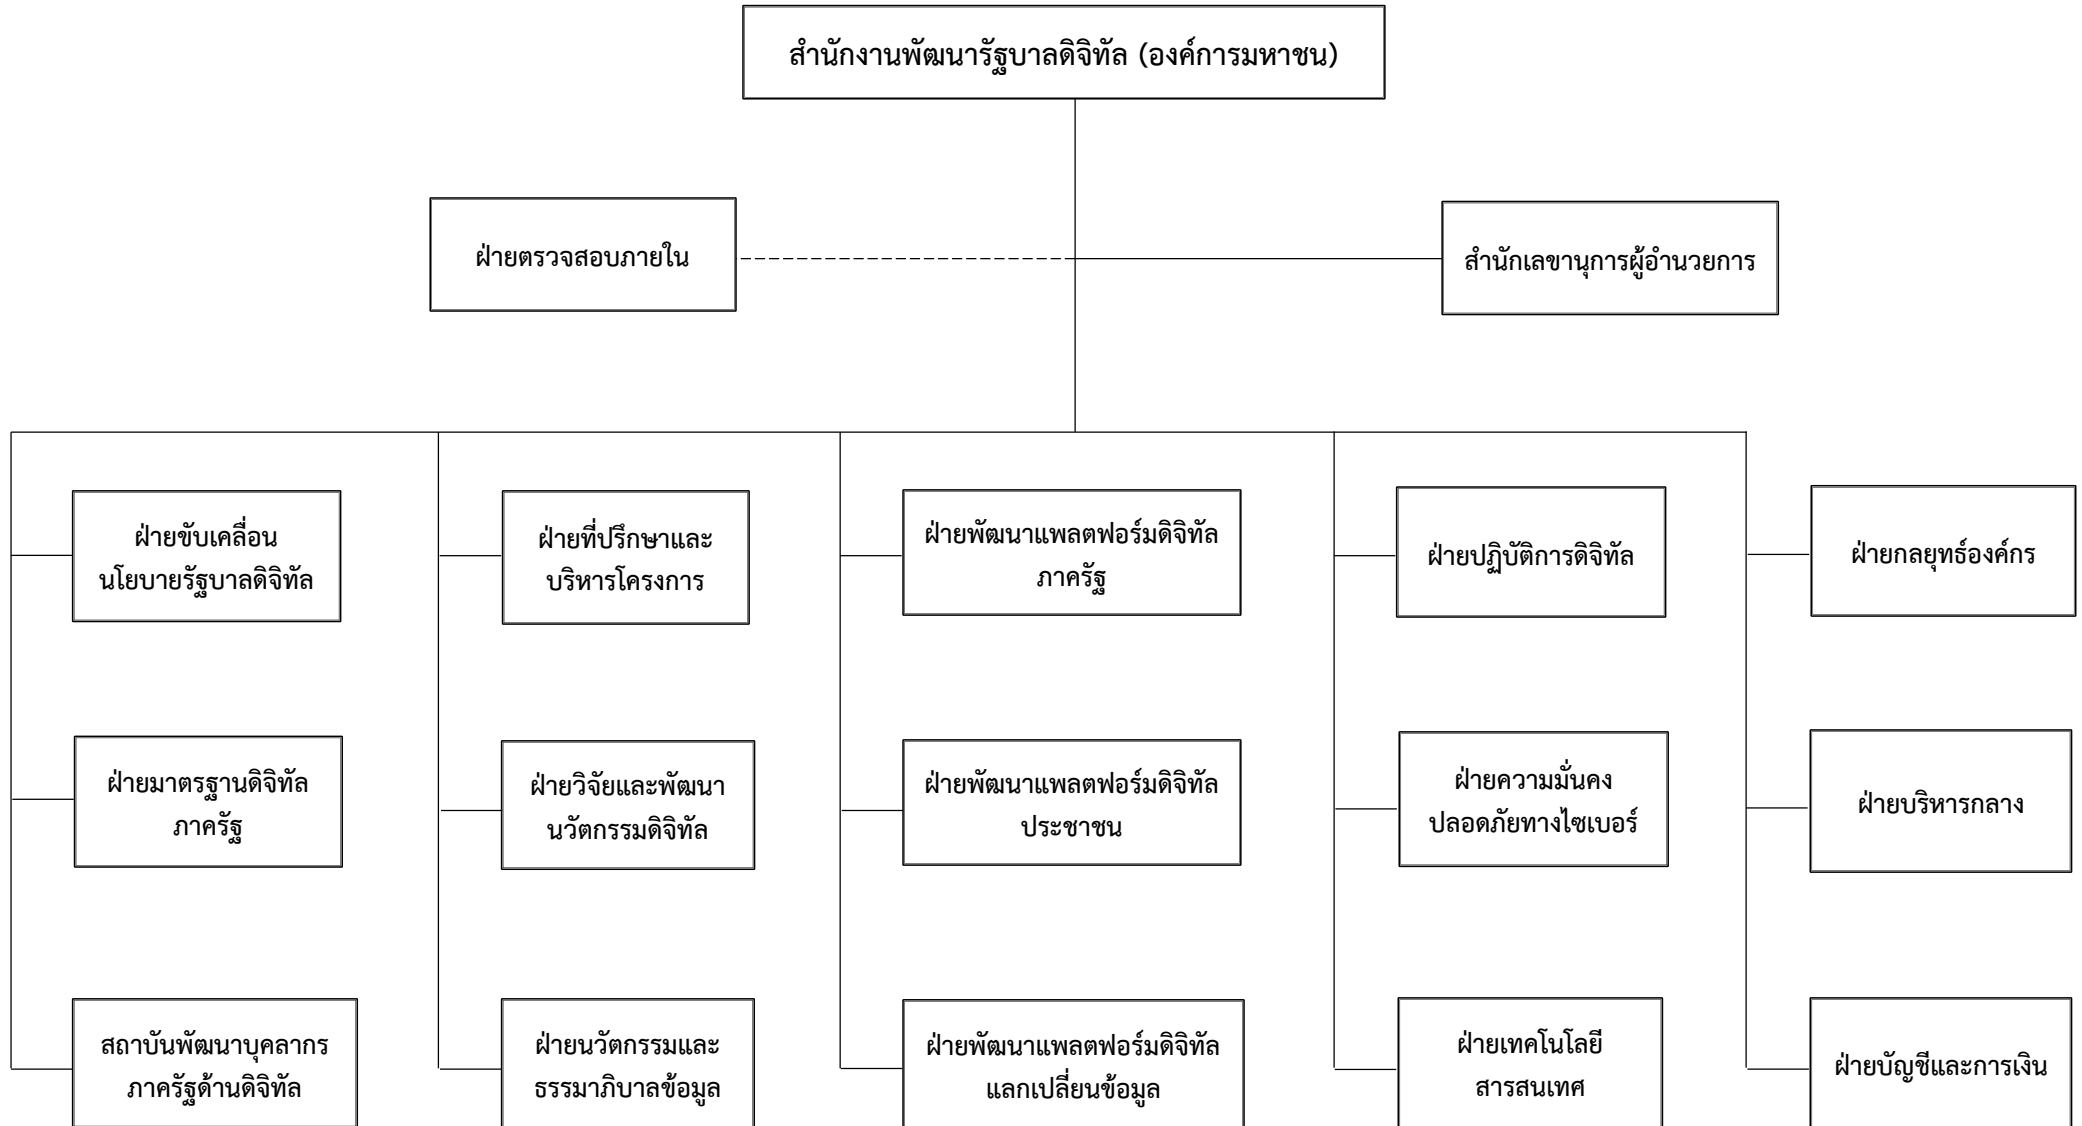 สำนักงานพัฒนารัฐบาลดิจิทัล (องค์การมหาชน)
ฝ่ายตรวจสอบภายใน
สำนักเลขานุการผู้อำนวยการ
ฝ่ายขับเคลื่อน
นโยบายรัฐบาลดิจิทัล
ฝ่ายที่ปรึกษาและ
บริหารโครงการ
ฝ่ายพัฒนาแพลตฟอร์มดิจิทัล
ภาครัฐ
ฝ่ายปฏิบัติการดิจิทัล
ฝ่ายกลยุทธ์องค์กร
ฝ่ายมาตรฐานดิจิทัล
ภาครัฐ
ฝ่ายวิจัยและพัฒนา
นวัตกรรมดิจิทัล
ฝ่ายพัฒนาแพลตฟอร์มดิจิทัล
ประชาชน
ฝ่ายความมั่นคง
ปลอดภัยทางไซเบอร์
ฝ่ายบริหารกลาง
สถาบันพัฒนาบุคลากร
ภาครัฐด้านดิจิทัล
ฝ่ายนวัตกรรมและ
ธรรมาภิบาลข้อมูล
ฝ่ายพัฒนาแพลตฟอร์มดิจิทัล
แลกเปลี่ยนข้อมูล
ฝ่ายเทคโนโลยี
สารสนเทศ
ฝ่ายบัญชีและการเงิน